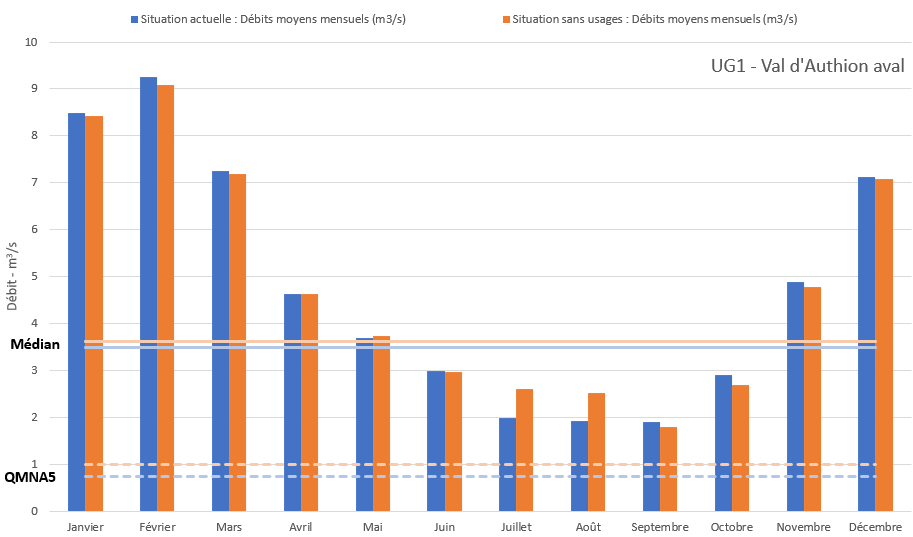 Situation actuelle : Débits moyens mensuels (m3/s)
Situation sans usages : Débits moyens mensuels (m3/s)
UG1 - Val d'Authion aval
Débit - m³/s
10
9
8
7
6
5
4
3
2
1
0
Médian
QMNA5
Janvier
Février
Mars
Avril
Mai
Juin
Juillet
Août
Septembre
Octobre
Novembre
Décembre